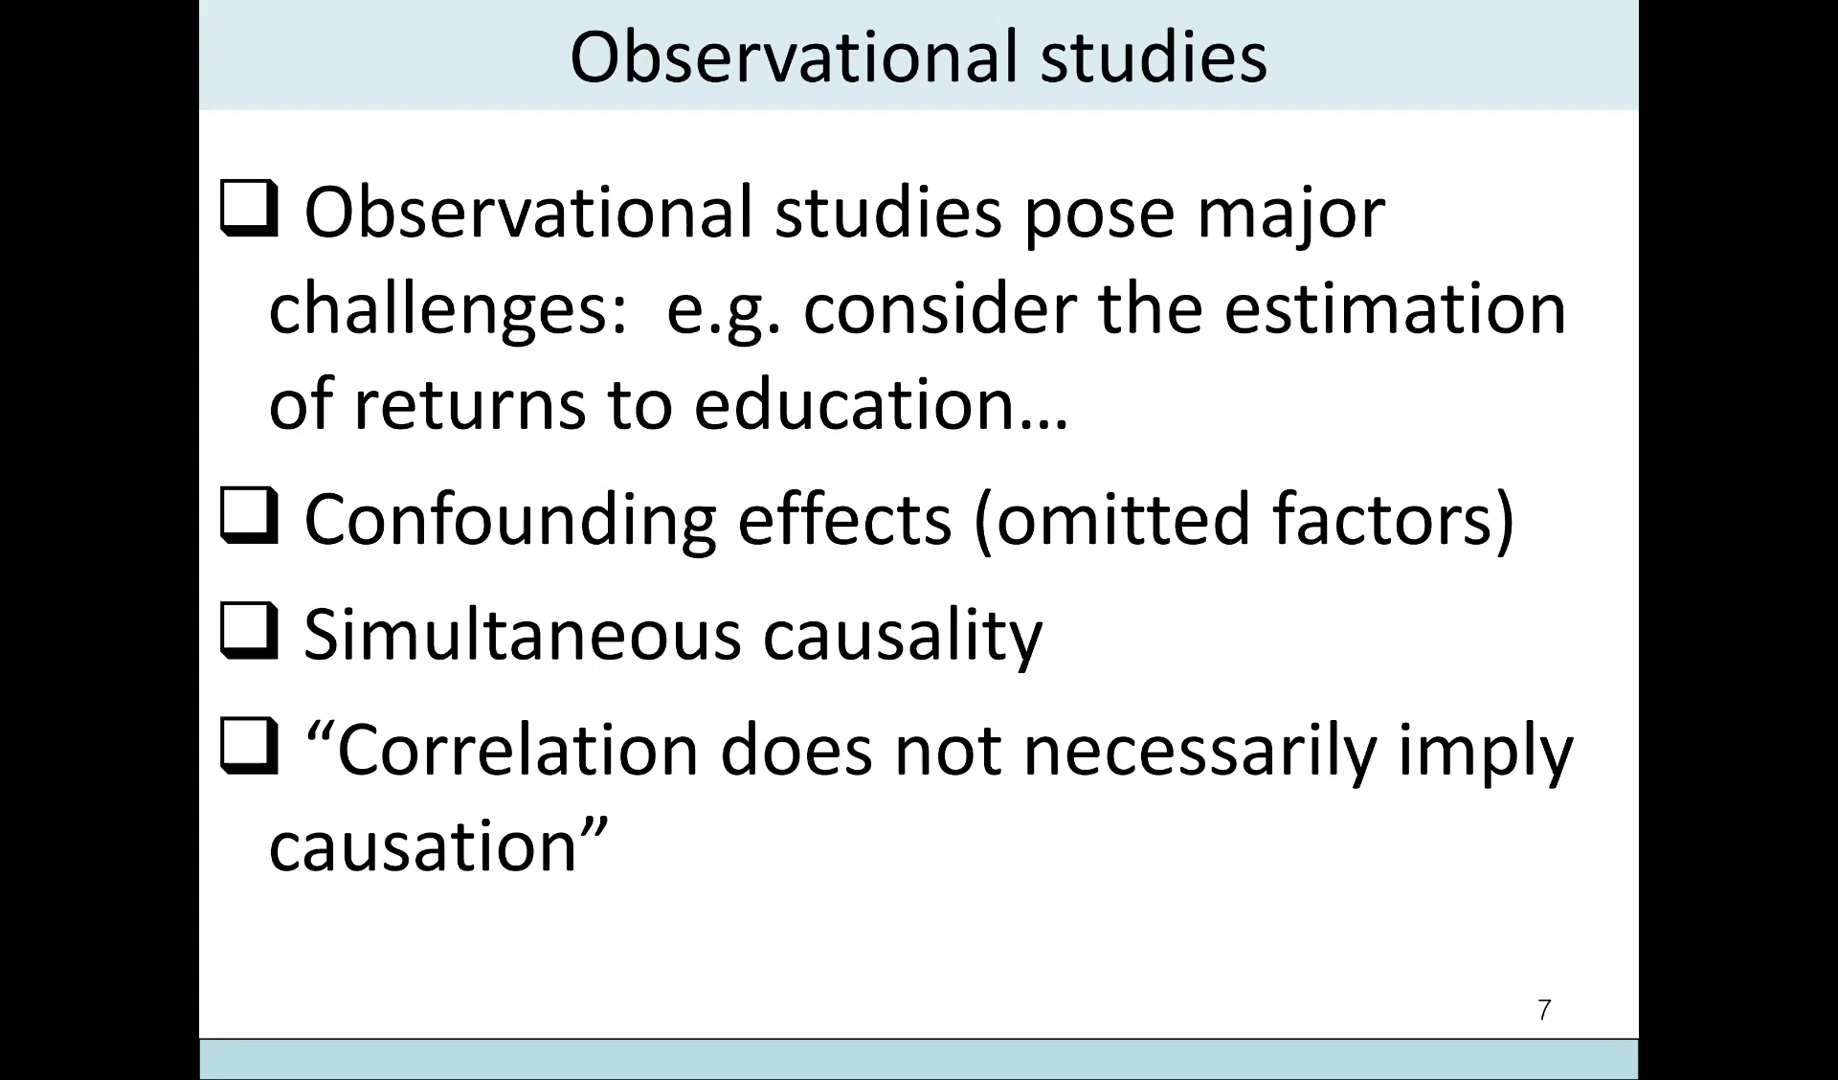 Observational studies
❑ Observational studies pose major
challenges:  e.g. consider the estimation
of returns to education...
❑ Confounding effects (omitted factors)
❑ Simultaneous causality
❑ “Correlation does not necessarily imply
causation”
7